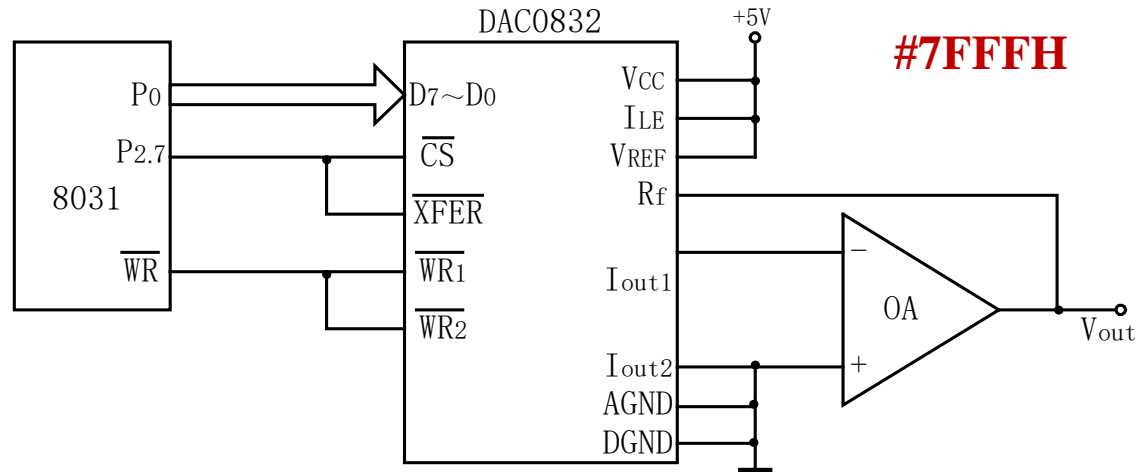 DAC0832
+5V
#7FFFH
P0
D7~D0
VCC
ILE
P2.7
CS
VREF
Rf
8031
XFER
WR
WR1
Iout1
−
OA
Vout
WR2
Iout2
+
AGND
DGND